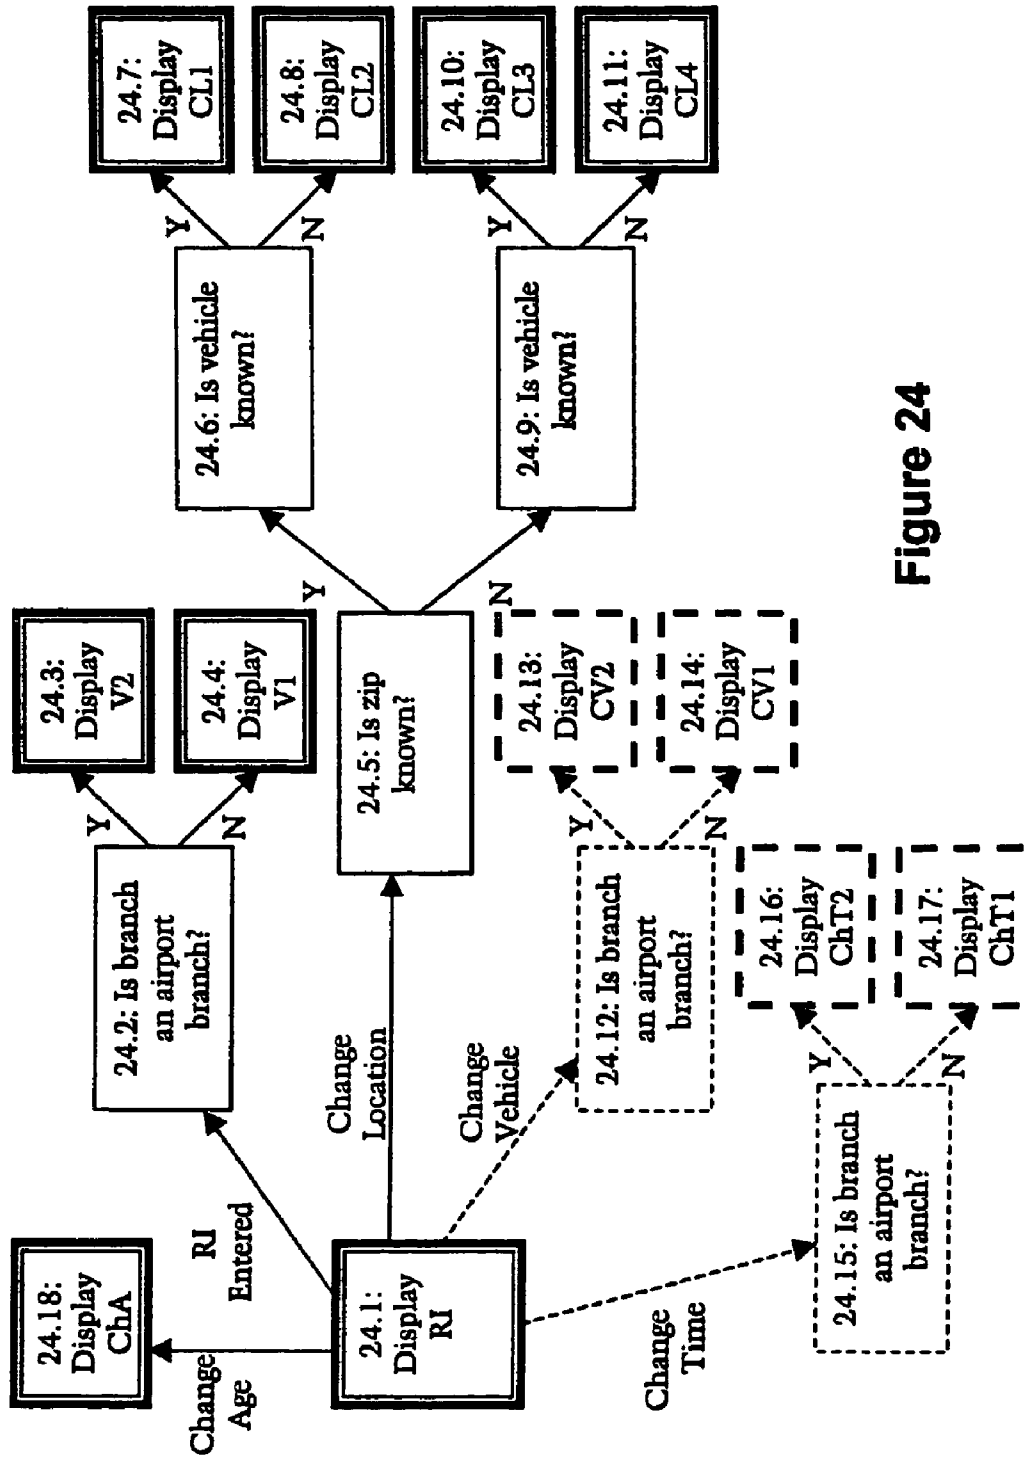 24.18:
Display
ChA
Change
Age
RI
Entered
24.1:
Display
RI
24.2: Is branch
an airport
branch?
Y
N
24.3:
Display
V2
24.4:
Display
V1
Change
Location
24.5: Is zip
known?
Y
N
24.6: Is vehicle
known?
Y
N
24.7:
Display
CL1
24.8:
Display
CL2
24.9: Is vehicle
known?
Y
N
24.10:
Display
CL3
24.11:
Display
CL4
Change
Vehicle
24.12: Is branch
an airport
branch?
Y
N
24.13:
Display
CV2
24.14:
Display
CV1
Change
Time
24.15: Is branch
an airport
branch?
Y
N
24.16:
Display
ChT2
24.17:
Display
ChT1
Figure 24